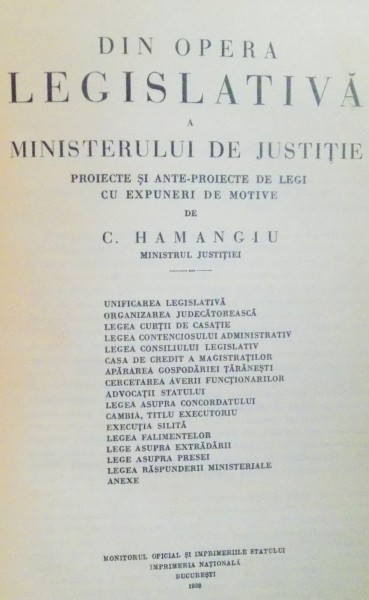 DIN OPERA
LEGISLATIVĂ
A
MINISTERULUI DE JUSTIȚIE
PROIECTE ȘI ANTE-PROIECTE DE LEGI
CU EXPUNERI DE MOTIVE
DE
C. HAMANGIU
MINISTRUL JUSTIȚIEI
UNIFICAREA LEGISLATIVĂ
ORGANIZAREA JUDECĂTOREASCĂ
LEGEA CURȚII DE CASAȚIE
LEGEA CONTENCIOSULUI ADMINISTRATIV
LEGEA CONSILIULUI LEGISLATIV
CASA DE CREDIT A MAGISTRAȚILOR
APĂRAREA GOSPODĂRIEI ȚĂRĂNEȘTI
CERCETAREA AVERII FUNCȚIONARILOR
ADVOCAȚII STATULUI
LEGEA ASUPRA CONCORDATULUI
CAMBIA, TITLU EXECUTORIU
EXECUȚIA SILITĂ
LEGEA FALIMENTELOR
LEGE ASUPRA EXTRĂDĂRII
LEGE ASUPRA PRESEI
LEGEA RĂSPUNDERII MINISTERIALE
ANEXE
MONITORUL OFICIAL ȘI IMPRIMERIILE STATULUI
IMPRIMERIA NAȚIONALĂ
BUCUREȘTI